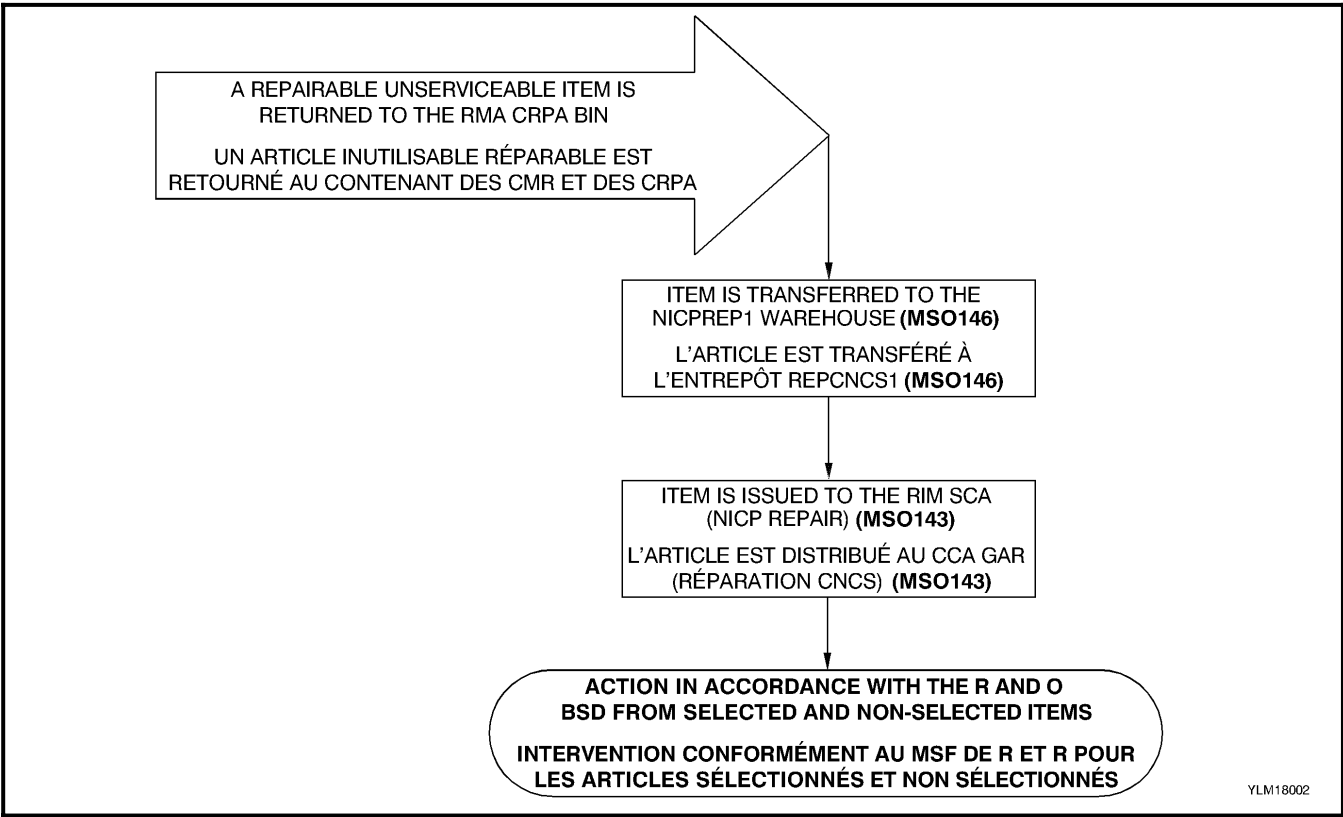 A REPAIRABLE UNSERVICEABLE ITEM IS
RETURNED TO THE RMA CRPA BIN
UN ARTICLE INUTILISABLE RÉPARABLE EST
RETOURNÉ AU CONTENANT DES CMR ET DES CRPA
ITEM IS TRANSFERRED TO THE
NICPREP1 WAREHOUSE (MSO146)
L'ARTICLE EST TRANSFÉRÉ À
L'ENTREPÔT REPCNCS1 (MSO146)
ITEM IS ISSUED TO THE RIM SCA
(NICP REPAIR) (MSO143)
L'ARTICLE EST DISTRIBUÉ AU CCA GAR
(RÉPARATION CNCS) (MSO143)
ACTION IN ACCORDANCE WITH THE R AND O
BSD FROM SELECTED AND NON-SELECTED ITEMS
INTERVENTION CONFORMÉMENT AU MSF DE R ET R POUR
LES ARTICLES SÉLECTIONNÉS ET NON SÉLECTIONNÉS
YLM18002